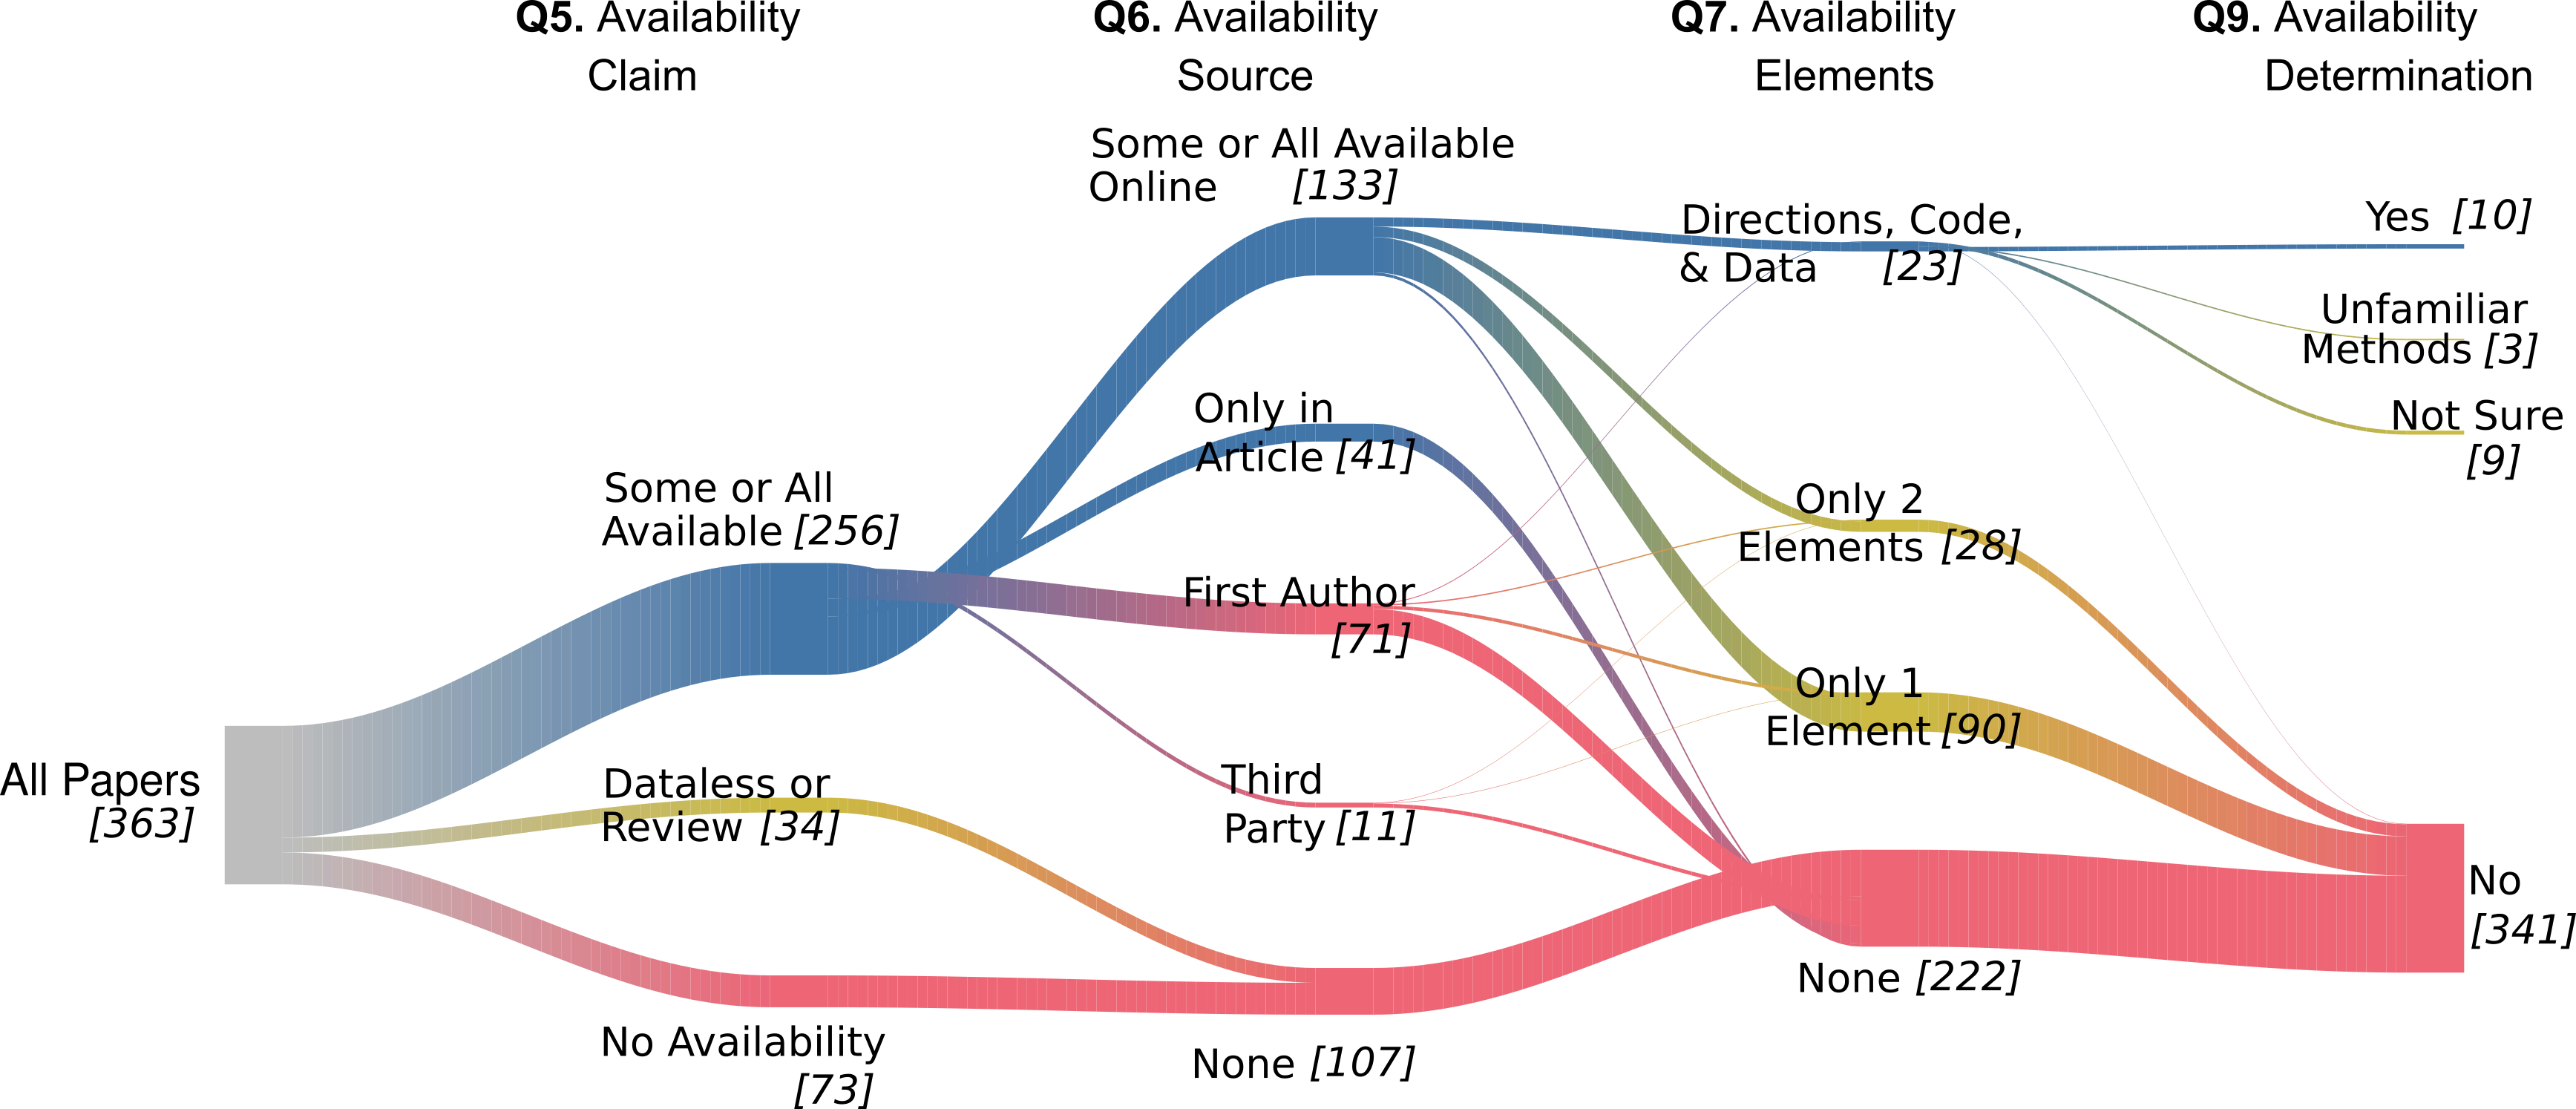 Q5. Availability
Claim
Q6. Availability
Source
Q7. Availability
Elements
Q9. Availability
Determination
All Papers
[363]
Some or All
Available [256]
Dataless or
Review [34]
No Availability
[73]
Some or All Available
Online [133]
Only in
Article [41]
First Author
[71]
Third
Party [11]
None [107]
Directions, Code,
& Data [23]
Only 2
Elements [28]
Only 1
Element [90]
None [222]
Yes [10]
Unfamiliar
Methods [3]
Not Sure
[9]
No
[341]